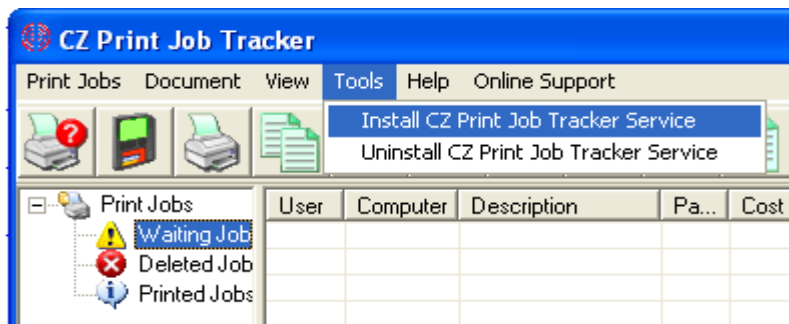 CZ Print Job Tracker
Print Jobs Document View Tools Help Online Support
Install CZ Print Job Tracker Service
Uninstall CZ Print Job Tracker Service
Print Jobs
Waiting Job
Deleted Job
Printed Jobs
User Computer Description Pa... Cost